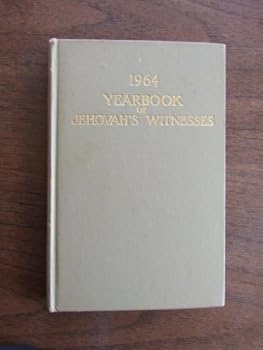 1964
YEARBOOK
OF
JEHOVAH'S WITNESSES